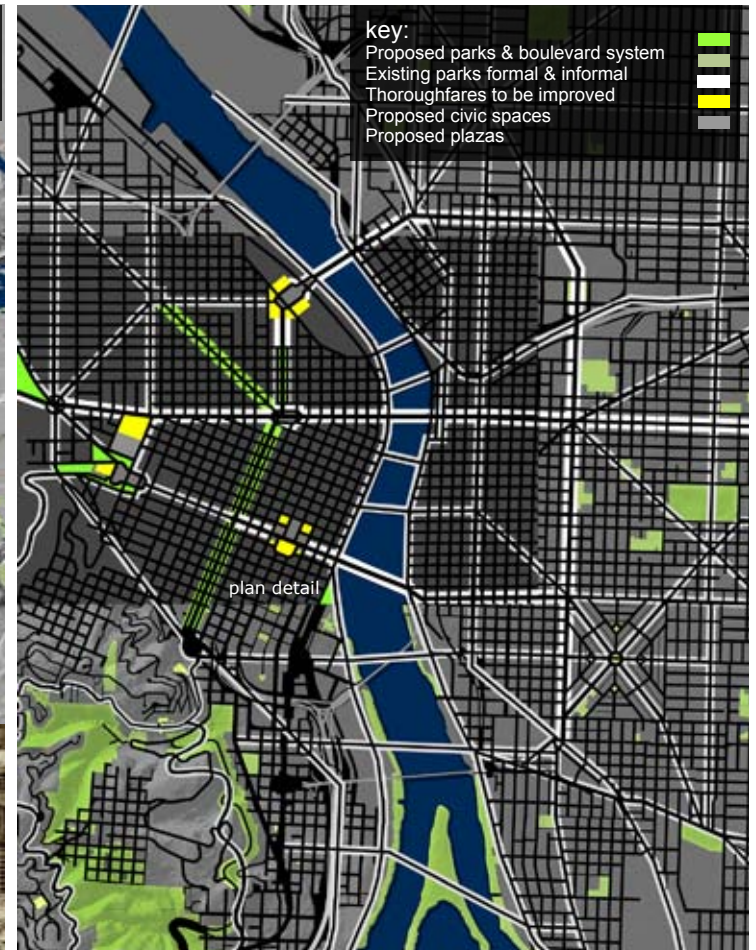 key:
Proposed parks & boulevard system
Existing parks formal & informal
Thoroughfares to be improved
Proposed civic spaces
Proposed plazas
plan detail